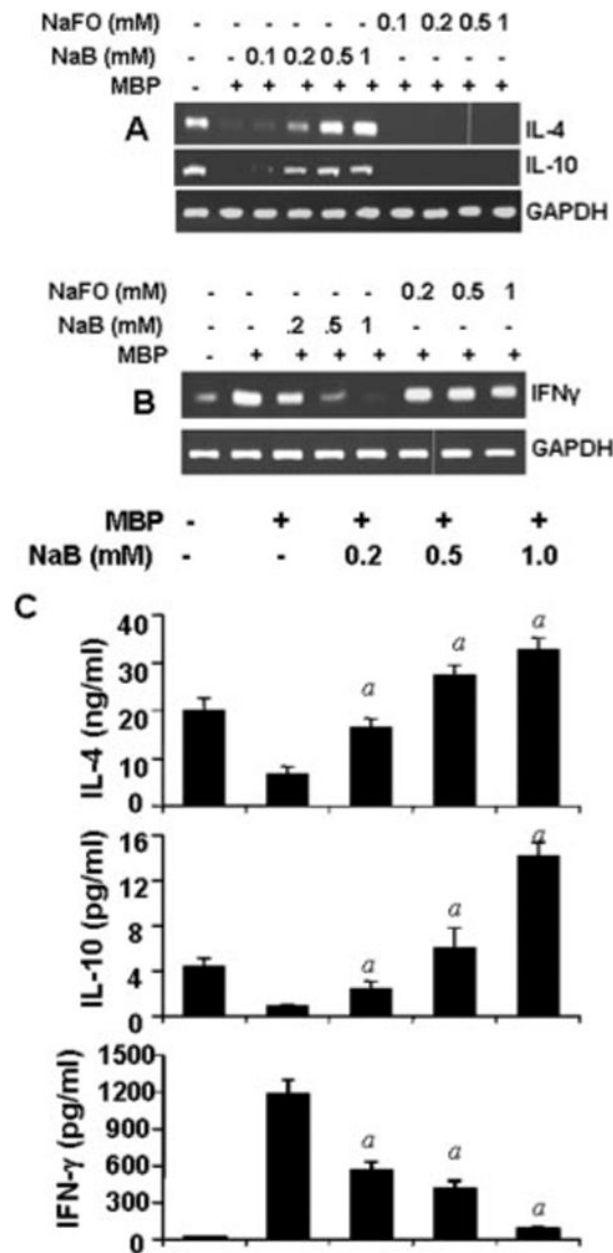 NaFO (mM) - - - - - - 0.1 0.2 0.5 1
NaB (mM) - - 0.1 0.2 0.5 1 - - - -
MBP - + + + + + + + + +
A
IL-4
IL-10
GAPDH
NaFO (mM) - - - - - 0.2 0.5 1
NaB (mM) - - .2 .5 1 - - -
MBP - + + + + + + +
B
IFNγ
GAPDH
MBP - + + + +
NaB (mM) - - 0.2 0.5 1.0
C
IL-4 (ng/ml)
40
30
20
10
0
a a a
IL-10 (pg/ml)
16
12
8
4
0
a a a
IFN-γ (pg/ml)
1500
1200
900
600
300
0
a a a